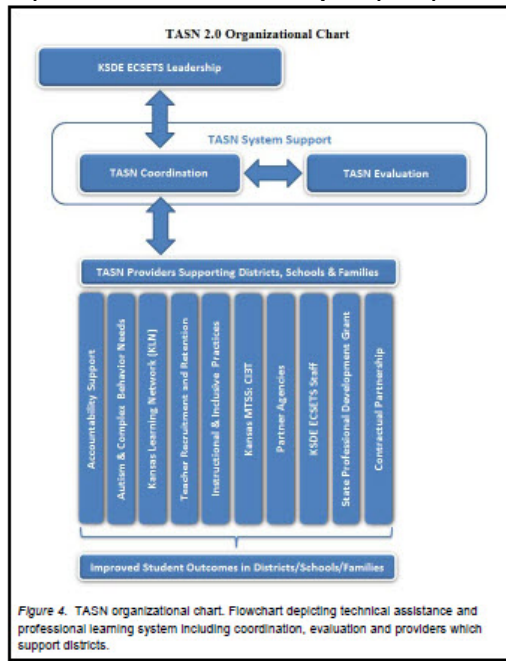 TASN 2.0 Organizational Chart
KSDE ECSETS Leadership
TASN System Support
TASN Coordination
TASN Evaluation
TASN Providers Supporting Districts, Schools & Families
Accountability Support
Autism & Complex Behavior Needs
Kansas Learning Network (KLN)
Teacher Recruitment and Retention
Instructional & Inclusive Practices
Kansas MTSS: CI3T
Partner Agencies
KSDE ECSETS Staff
State Professional Development Grant
Contractual Partnership
Improved Student Outcomes in Districts/Schools/Families
Figure 4. TASN organizational chart. Flowchart depicting technical assistance and
professional learning system including coordination, evaluation and providers which
support districts.